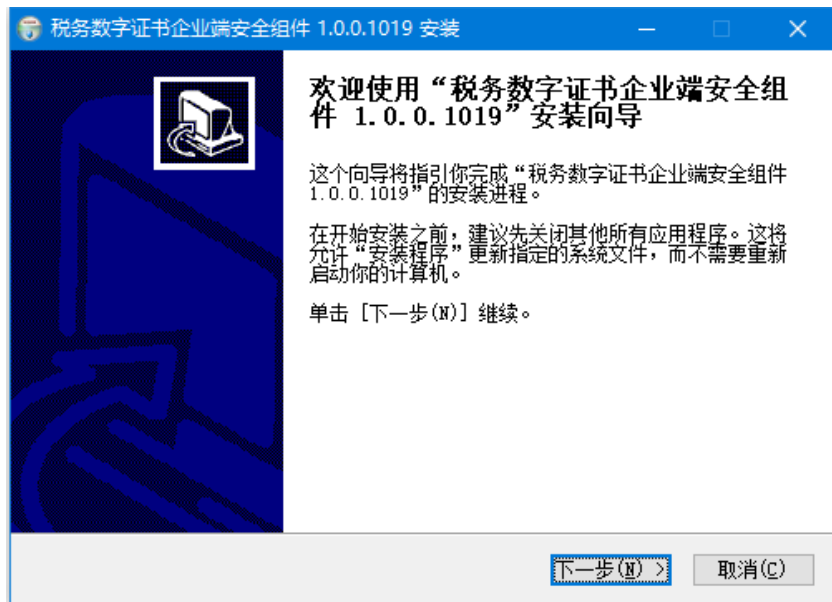 税务数字证书企业端安全组件 1.0.0.1019 安装
欢迎使用“税务数字证书企业端安全组
件 1.0.0.1019”安装向导
这个向导将指引你完成“税务数字证书企业端安全组件
1.0.0.1019”的安装进程。
在开始安装之前，建议先关闭其他所有应用程序。这将
允许“安装程序”更新指定的系统文件，而不需要重新
启动你的计算机。
单击 [下一步(N)] 继续。
下一步(N) >
取消(C)